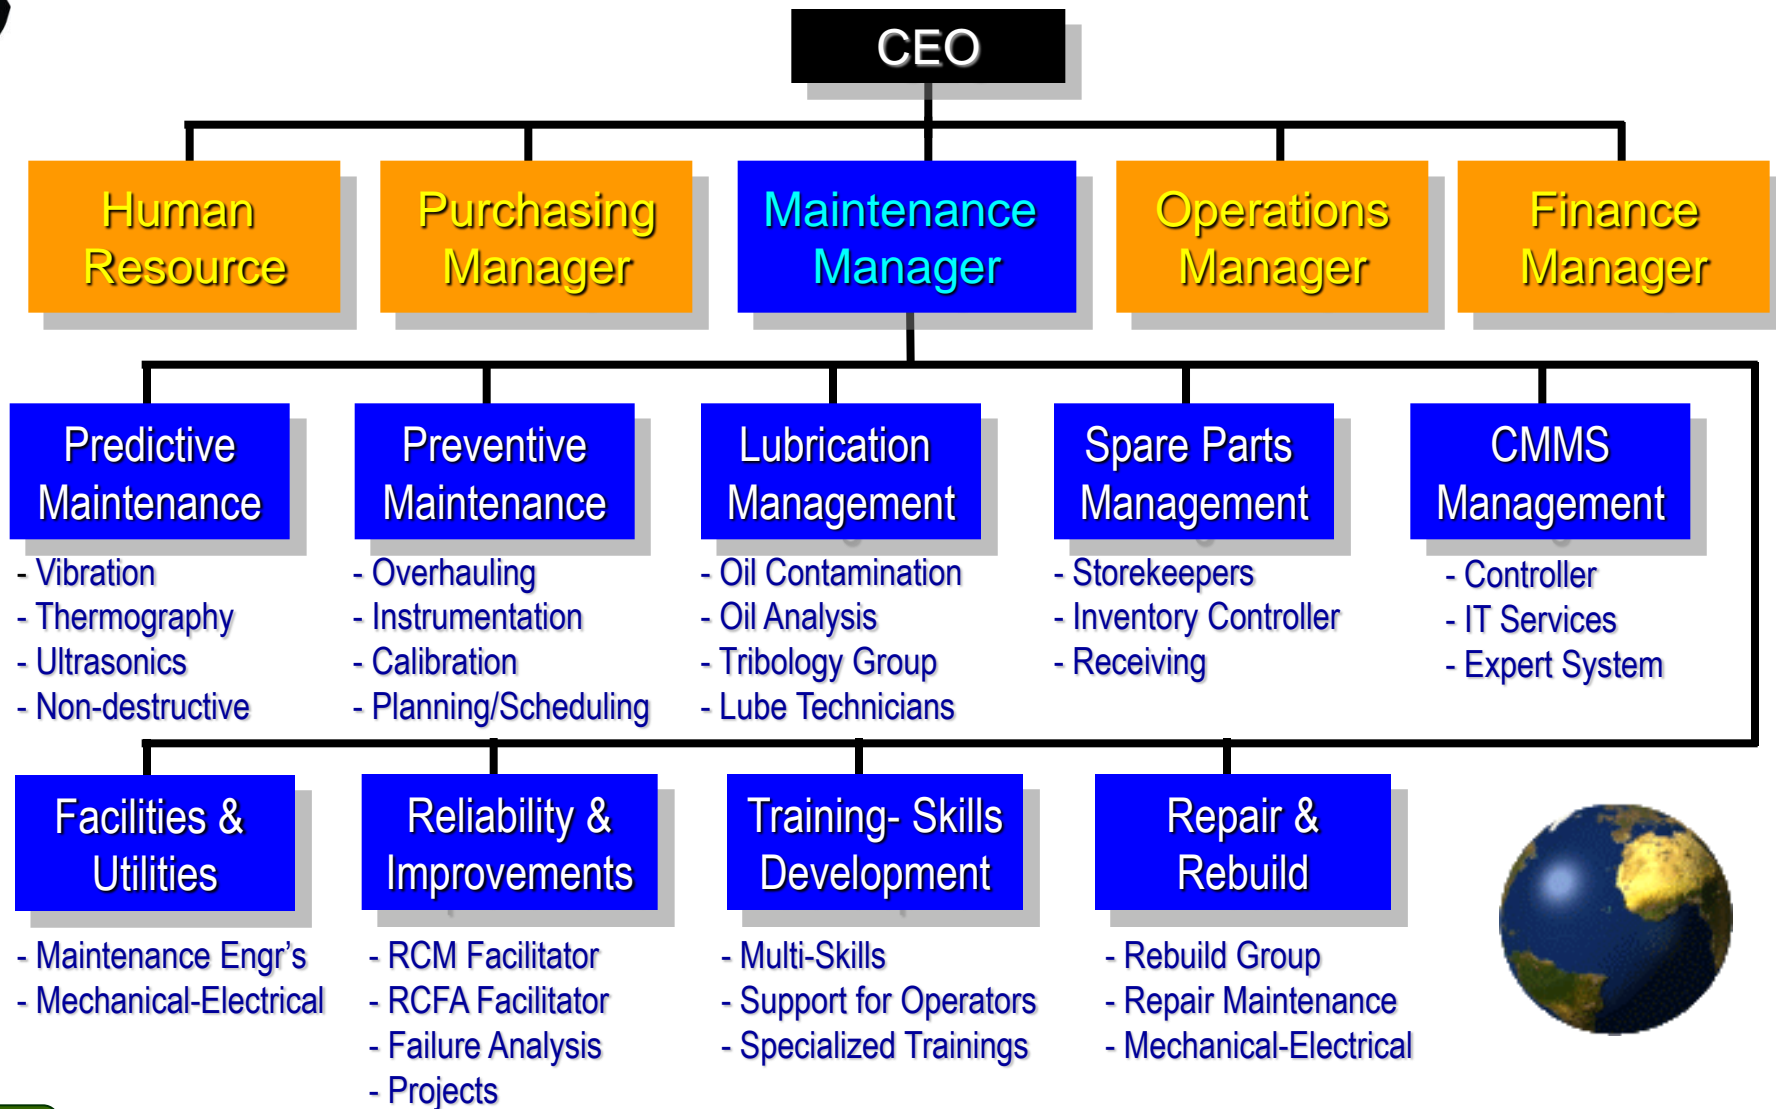 CEO
Human
Resource
Purchasing
Manager
Maintenance
Manager
Operations
Manager
Finance
Manager
Predictive
Maintenance
- Vibration
- Thermography
- Ultrasonics
- Non-destructive
Preventive
Maintenance
- Overhauling
- Instrumentation
- Calibration
- Planning/Scheduling
Lubrication
Management
- Oil Contamination
- Oil Analysis
- Tribology Group
- Lube Technicians
Spare Parts
Management
- Storekeepers
- Inventory Controller
- Receiving
CMMS
Management
- Controller
- IT Services
- Expert System
Facilities &
Utilities
- Maintenance Engr’s
- Mechanical-Electrical
Reliability &
Improvements
- RCM Facilitator
- RCFA Facilitator
- Failure Analysis
- Projects
Training- Skills
Development
- Multi-Skills
- Support for Operators
- Specialized Trainings
Repair &
Rebuild
- Rebuild Group
- Repair Maintenance
- Mechanical-Electrical